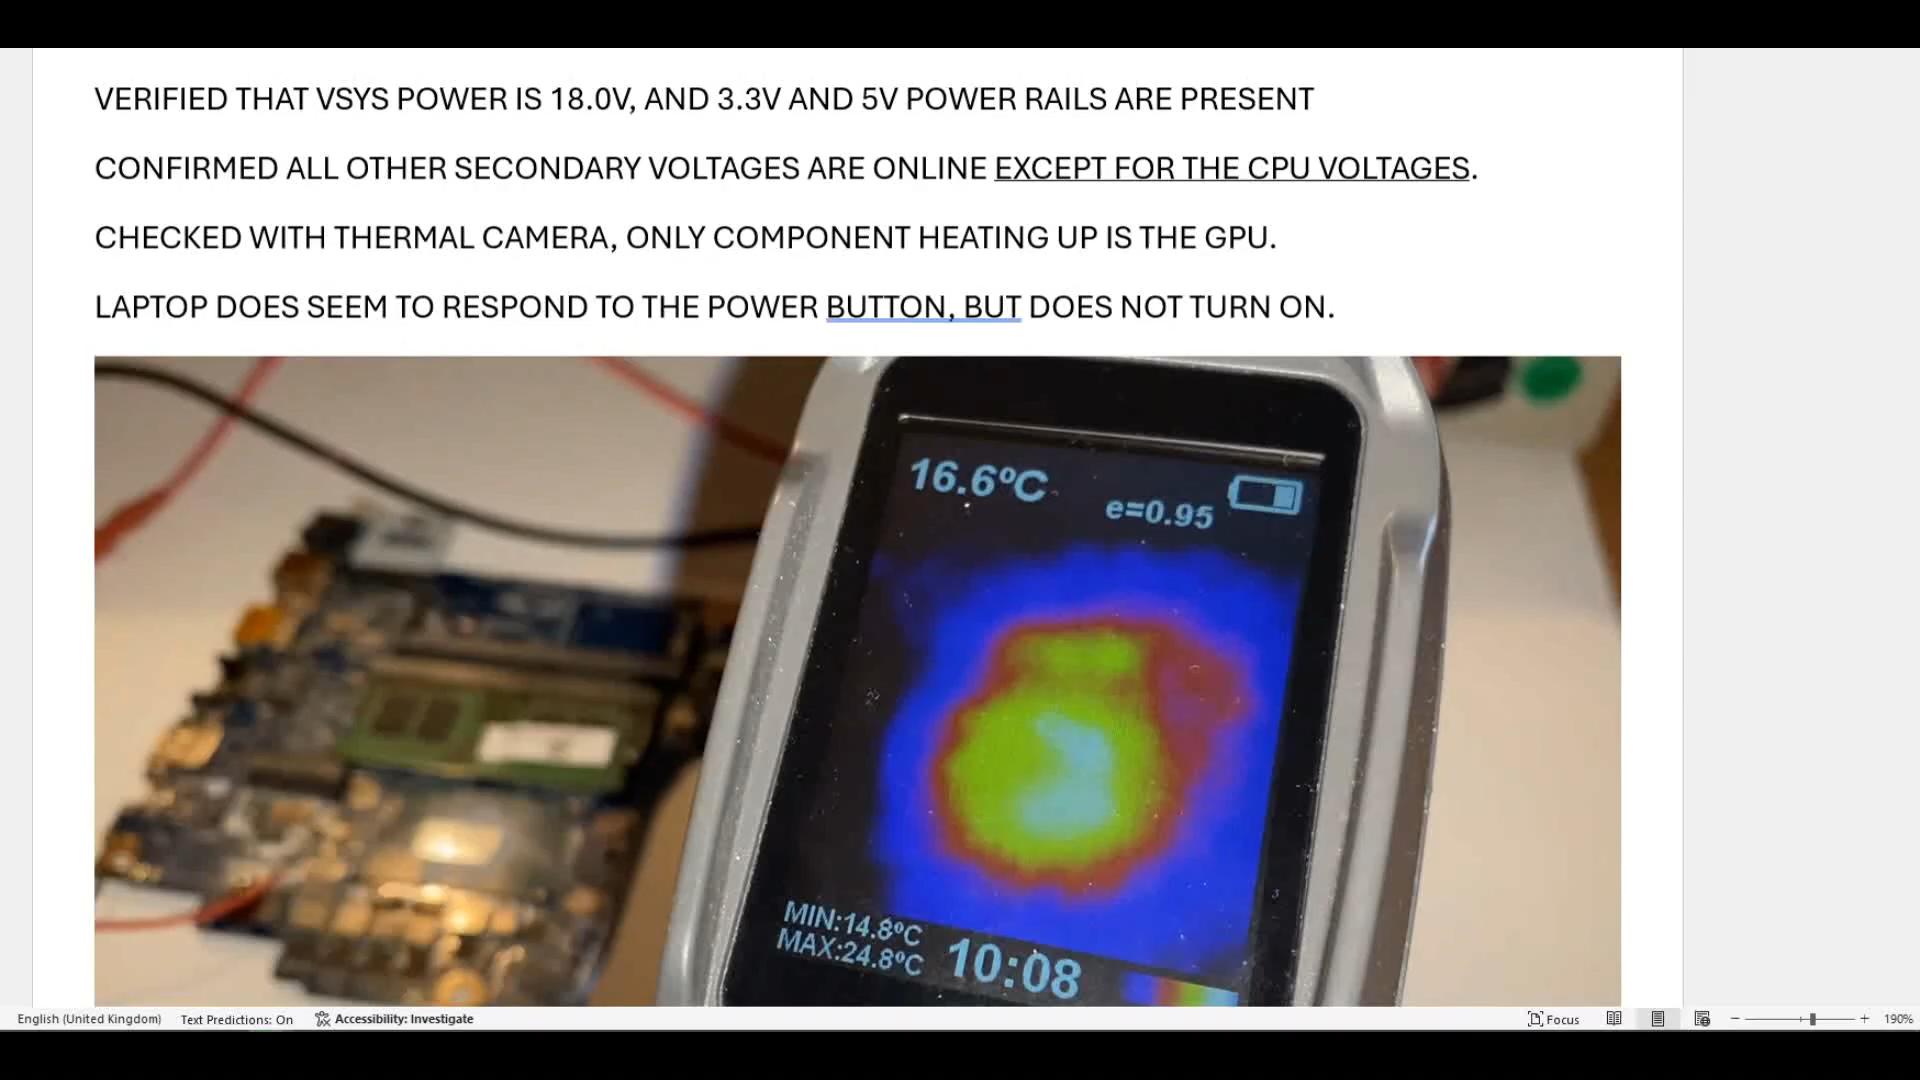 VERIFIED THAT VSYS POWER IS 18.0V, AND 3.3V AND 5V POWER RAILS ARE PRESENT
CONFIRMED ALL OTHER SECONDARY VOLTAGES ARE ONLINE EXCEPT FOR THE CPU VOLTAGES.
CHECKED WITH THERMAL CAMERA, ONLY COMPONENT HEATING UP IS THE GPU.
LAPTOP DOES SEEM TO RESPOND TO THE POWER BUTTON, BUT DOES NOT TURN ON.
16.6ºC
e=0.95
MIN:14.8ºC
MAX:24.8ºC
10:08
English (United Kingdom) Text Predictions: On Accessibility: Investigate Focus 190%